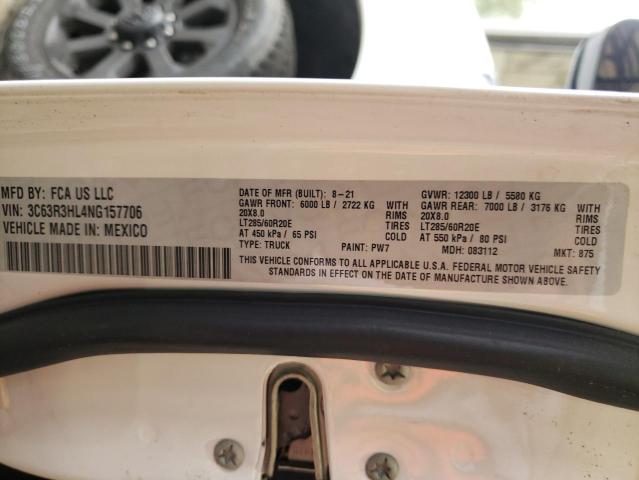 MFD BY: FCA US LLC
VIN: 3C63R3HL4NG157706
VEHICLE MADE IN: MEXICO
DATE OF MFR (BUILT): 8-21
GAWR FRONT: 6000 LB / 2722 KG WITH
20X8.0 RIMS
LT285/60R20E TIRES
AT 450 kPa / 65 PSI COLD
TYPE: TRUCK PAINT: PW7
GVWR: 12300 LB / 5580 KG
GAWR REAR: 7000 LB / 3176 KG WITH
20X8.0 RIMS
LT285/60R20E TIRES
AT 550 kPa / 80 PSI COLD
MDH: 083112 MKT: 875
THIS VEHICLE CONFORMS TO ALL APPLICABLE U.S.A. FEDERAL MOTOR VEHICLE SAFETY
STANDARDS IN EFFECT ON THE DATE OF MANUFACTURE SHOWN ABOVE.